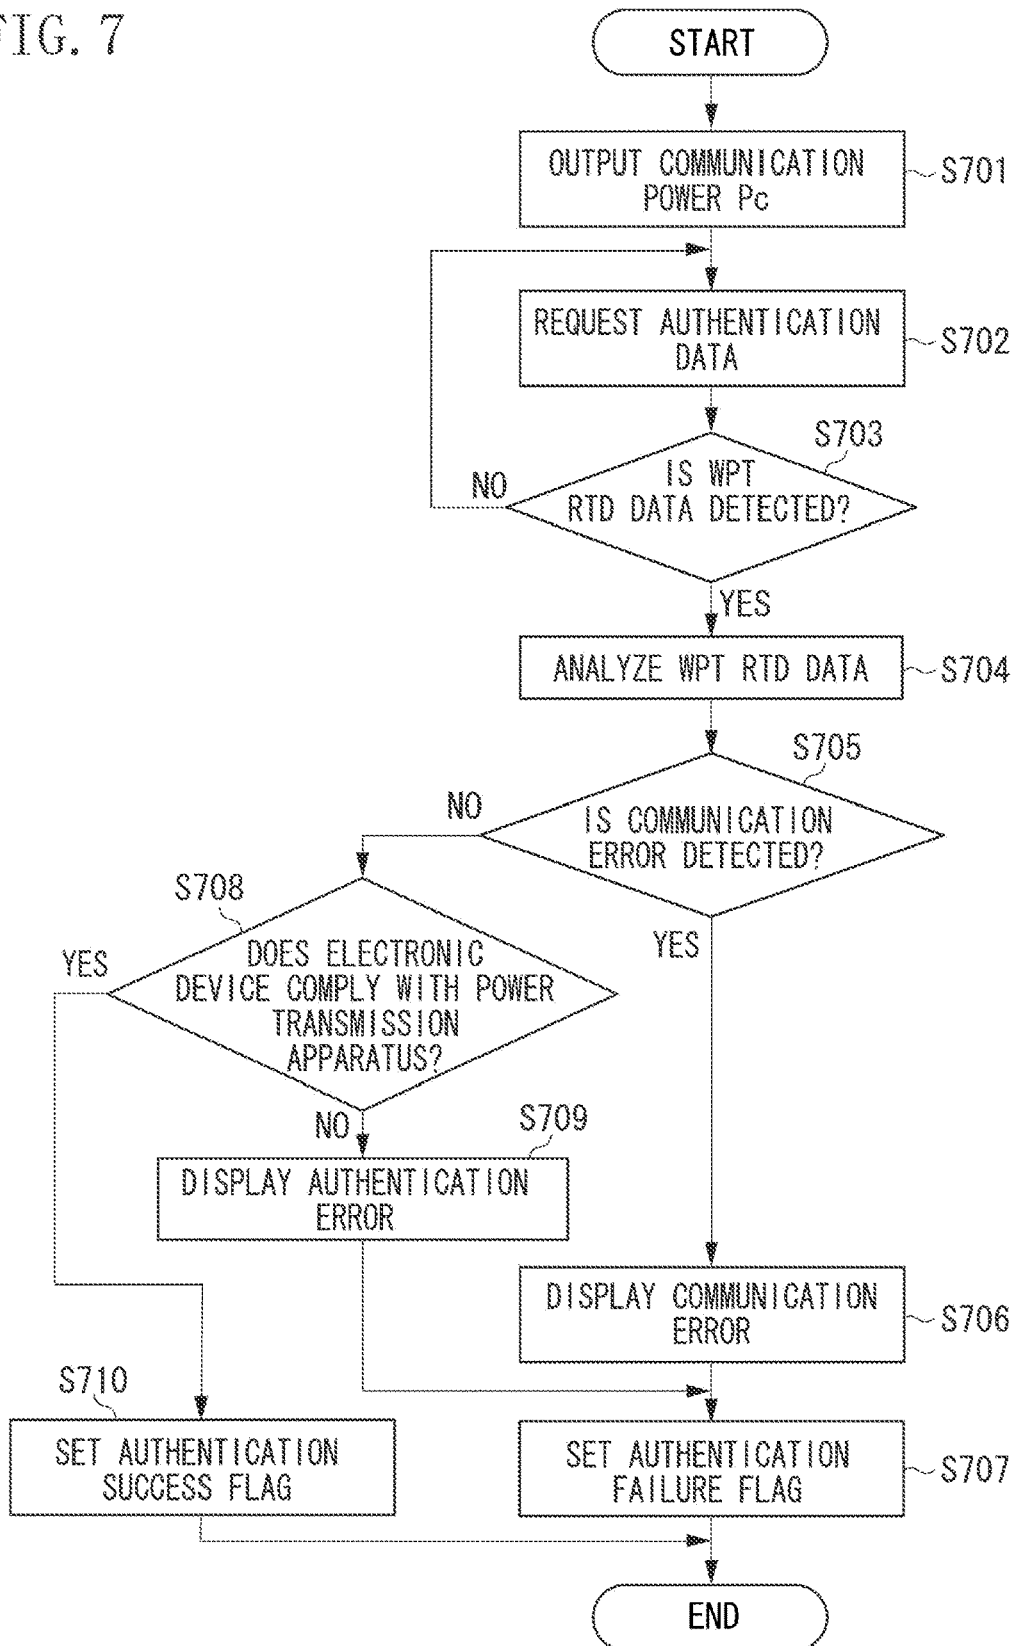 FIG. 7
START
OUTPUT COMMUNICATION
POWER Pc
S701
REQUEST AUTHENTICATION
DATA
S702
S703
IS WPT
RTD DATA DETECTED?
NO
YES
ANALYZE WPT RTD DATA
S704
S705
IS COMMUNICATION
ERROR DETECTED?
NO
YES
S708
DOES ELECTRONIC
DEVICE COMPLY WITH POWER
TRANSMISSION
APPARATUS?
YES
NO
S709
DISPLAY AUTHENTICATION
ERROR
DISPLAY COMMUNICATION
ERROR
S706
S710
SET AUTHENTICATION
SUCCESS FLAG
SET AUTHENTICATION
FAILURE FLAG
S707
END